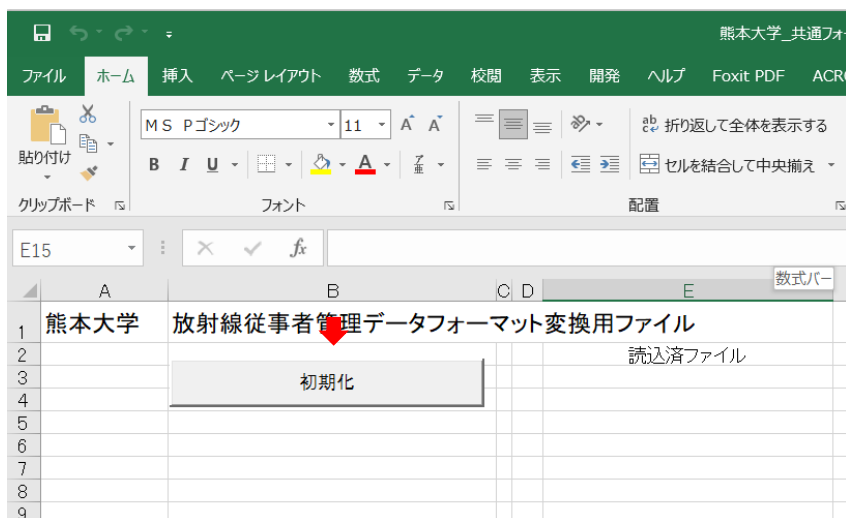 熊本大学_共通フォー
ファイル ホーム 挿入 ページ レイアウト 数式 データ 校閲 表示 開発 ヘルプ Foxit PDF ACR
貼り付け
MS Pゴシック 11 A A
ab 折り返して全体を表示する
B I U A 亜
セルを結合して中央揃え
クリップボード フォント 配置
E15 fx
数式バー
A B C D E
1 熊本大学 放射線従事者管理データフォーマット変換用ファイル
2 読込済ファイル
3 初期化
4
5
6
7
8
9